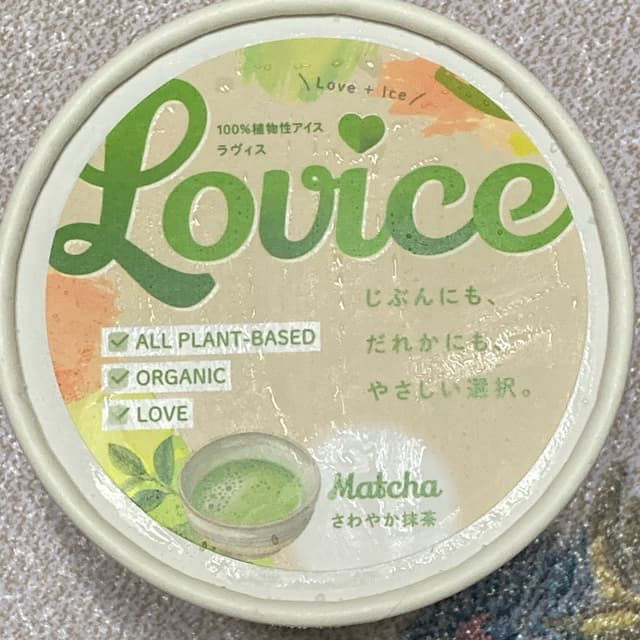 \Love + Ice/
100%植物性アイス
ラヴィス
Lovice
じぶんにも、
だれかにも、
やさしい選択。
ALL PLANT-BASED
ORGANIC
LOVE
Matcha
さわやか抹茶